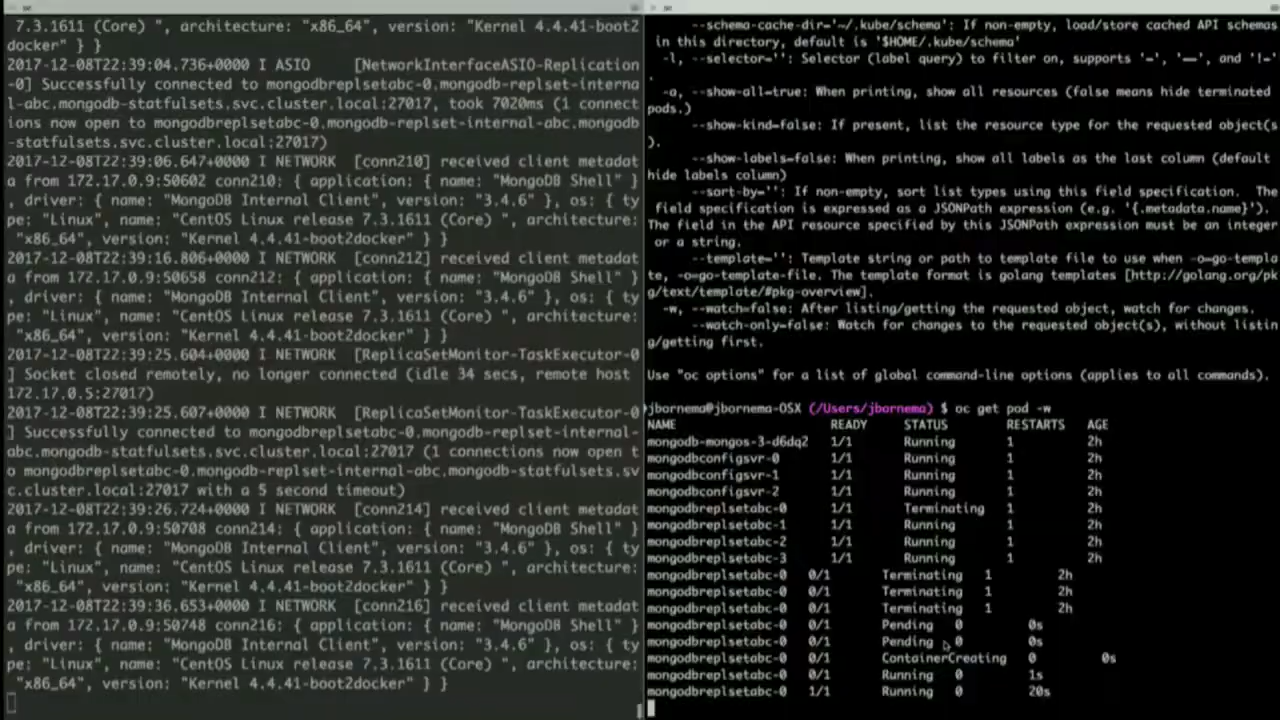 7.3.1611 (Core) ", architecture: "x86_64", version: "Kernel 4.4.41-boot2
docker" } }
2017-12-08T22:39:04.736+0000 I ASIO     [NetworkInterfaceASIO-Replication
-0] Successfully connected to mongodbreplsetabc-0.mongodb-replset-interna
l-abc.mongodb-statfulsets.svc.cluster.local:27017, took 7020ms (1 connect
ions now open to mongodbreplsetabc-0.mongodb-replset-internal-abc.mongodb
-statfulsets.svc.cluster.local:27017)
2017-12-08T22:39:06.647+0000 I NETWORK  [conn210] received client metadat
a from 172.17.0.9:50602 conn210: { application: { name: "MongoDB Shell" }
, driver: { name: "MongoDB Internal Client", version: "3.4.6" }, os: { ty
pe: "Linux", name: "CentOS Linux release 7.3.1611 (Core) ", architecture:
"x86_64", version: "Kernel 4.4.41-boot2docker" } }
2017-12-08T22:39:16.806+0000 I NETWORK  [conn212] received client metadat
a from 172.17.0.9:50658 conn212: { application: { name: "MongoDB Shell" }
, driver: { name: "MongoDB Internal Client", version: "3.4.6" }, os: { ty
pe: "Linux", name: "CentOS Linux release 7.3.1611 (Core) ", architecture:
"x86_64", version: "Kernel 4.4.41-boot2docker" } }
2017-12-08T22:39:25.604+0000 I NETWORK  [ReplicaSetMonitor-TaskExecutor-0
] Socket closed remotely, no longer connected (idle 34 secs, remote host
172.17.0.5:27017)
2017-12-08T22:39:25.607+0000 I NETWORK  [ReplicaSetMonitor-TaskExecutor-0
] Successfully connected to mongodbreplsetabc-0.mongodb-replset-internal-
abc.mongodb-statfulsets.svc.cluster.local:27017 (1 connections now open t
o mongodbreplsetabc-0.mongodb-replset-internal-abc.mongodb-statfulsets.sv
c.cluster.local:27017 with a 5 second timeout)
2017-12-08T22:39:26.724+0000 I NETWORK  [conn214] received client metadat
a from 172.17.0.9:50708 conn214: { application: { name: "MongoDB Shell" }
, driver: { name: "MongoDB Internal Client", version: "3.4.6" }, os: { ty
pe: "Linux", name: "CentOS Linux release 7.3.1611 (Core) ", architecture:
"x86_64", version: "Kernel 4.4.41-boot2docker" } }
2017-12-08T22:39:36.653+0000 I NETWORK  [conn216] received client metadat
a from 172.17.0.9:50748 conn216: { application: { name: "MongoDB Shell" }
, driver: { name: "MongoDB Internal Client", version: "3.4.6" }, os: { ty
pe: "Linux", name: "CentOS Linux release 7.3.1611 (Core) ", architecture:
"x86_64", version: "Kernel 4.4.41-boot2docker" } }
--schema-cache-dir='~/.kube/schema': If non-empty, load/store cached API schemas
in this directory, default is '$HOME/.kube/schema'
-l, --selector='': Selector (label query) to filter on, supports '=', '==', and '!='
.
-a, --show-all=true: When printing, show all resources (false means hide terminated
pods.)
--show-kind=false: If present, list the resource type for the requested object(s
).
--show-labels=false: When printing, show all labels as the last column (default
hide labels column)
--sort-by='': If non-empty, sort list types using this field specification.  The
field specification is expressed as a JSONPath expression (e.g. '{.metadata.name}').
The field in the API resource specified by this JSONPath expression must be an integer
or a string.
--template='': Template string or path to template file to use when -o=go-templa
te, -o=go-template-file. The template format is golang templates [http://golang.org/pk
g/text/template/#pkg-overview].
-w, --watch=false: After listing/getting the requested object, watch for changes.
--watch-only=false: Watch for changes to the requested object(s), without listin
g/getting first.
Use "oc options" for a list of global command-line options (applies to all commands).
jbornema@jbornema-OSX (/Users/jbornema) $ oc get pod -w
NAME READY STATUS RESTARTS AGE
mongodb-mongos-3-d6dq2 1/1 Running 1 2h
mongodbconfigsvr-0 1/1 Running 1 2h
mongodbconfigsvr-1 1/1 Running 1 2h
mongodbconfigsvr-2 1/1 Running 1 2h
mongodbreplsetabc-0 1/1 Terminating 1 2h
mongodbreplsetabc-1 1/1 Running 1 2h
mongodbreplsetabc-2 1/1 Running 1 2h
mongodbreplsetabc-3 1/1 Running 1 2h
mongodbreplsetabc-0 0/1 Terminating 1 2h
mongodbreplsetabc-0 0/1 Terminating 1 2h
mongodbreplsetabc-0 0/1 Terminating 1 2h
mongodbreplsetabc-0 0/1 Pending 0 0s
mongodbreplsetabc-0 0/1 Pending 0 0s
mongodbreplsetabc-0 0/1 ContainerCreating 0 0s
mongodbreplsetabc-0 0/1 Running 0 1s
mongodbreplsetabc-0 1/1 Running 0 20s